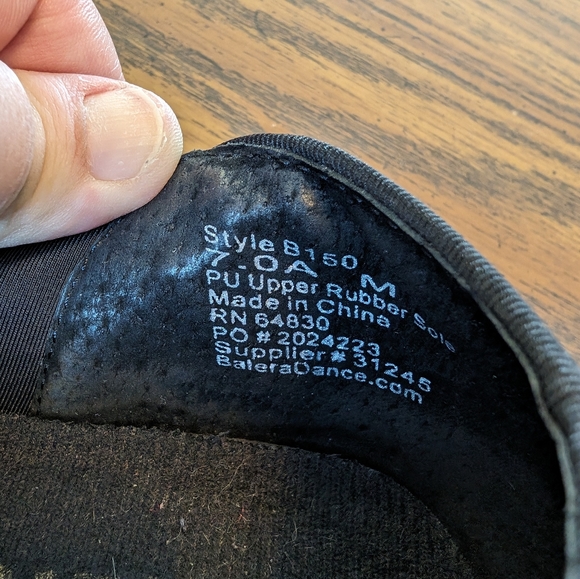 Style B150
7.0A M
PU Upper Rubber Sole
Made in China
RN 64830
PO # 2024223
Supplier# 31245
BaleraDance.com